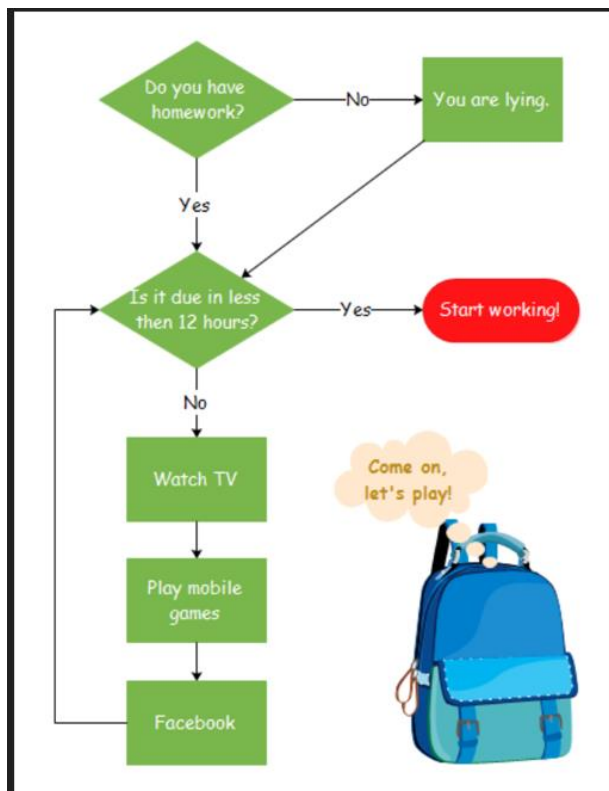 Do you have
homework?
No
You are lying.
Yes
Is it due in less
then 12 hours?
Yes
Start working!
No
Watch TV
Come on,
let's play!
Play mobile
games
Facebook